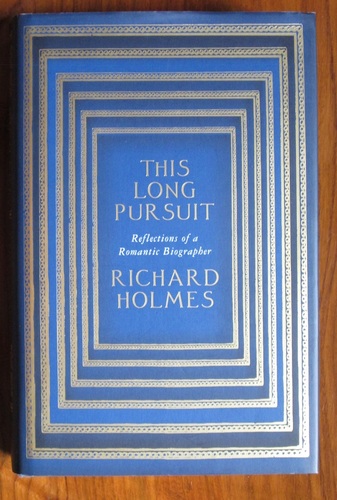 THIS
LONG
PURSUIT
Reflections of a
Romantic Biographer
RICHARD
HOLMES